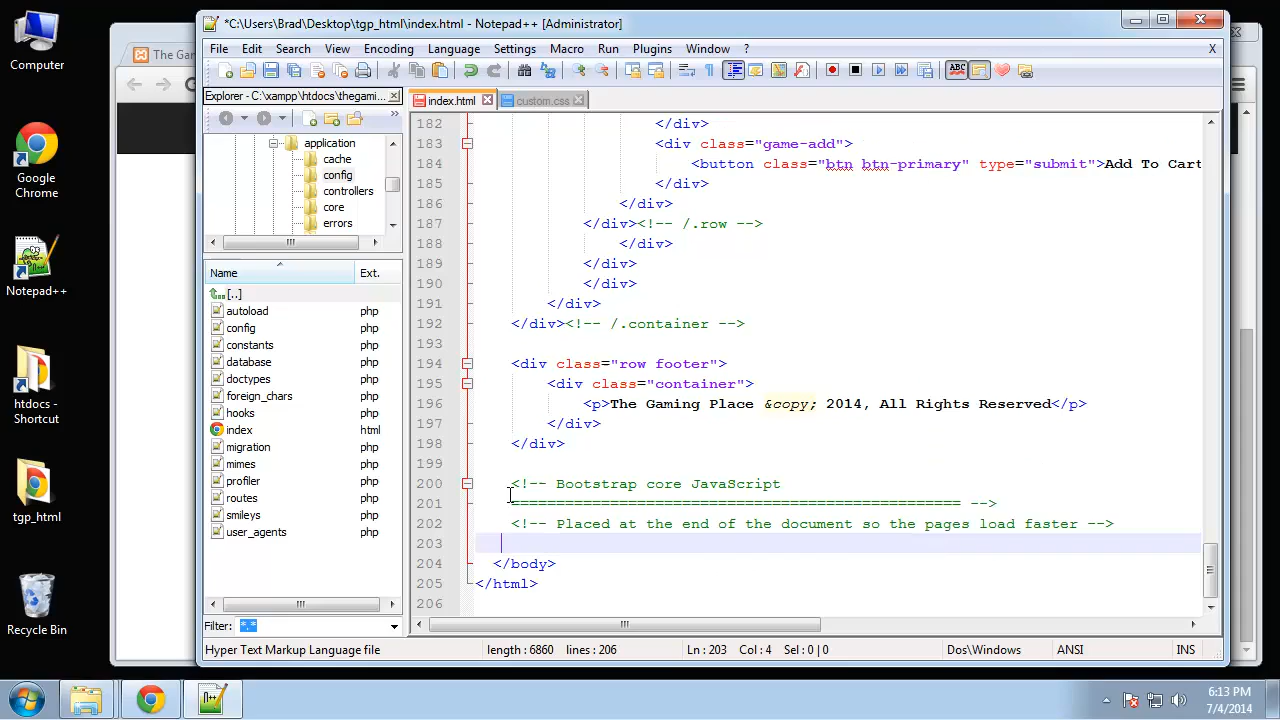 *C:\Users\Brad\Desktop\tgp_html\index.html - Notepad++ [Administrator]
File Edit Search View Encoding Language Settings Macro Run Plugins Window ? X
Computer
Google Chrome
Notepad++
htdocs - Shortcut
tgp_html
Recycle Bin
The Ga
Explorer - C:\xampp\htdocs\thegami...
application
cache
config
controllers
core
errors
Name Ext.
[..]
autoload php
config php
constants php
database php
doctypes php
foreign_chars php
hooks php
index html
migration php
mimes php
profiler php
routes php
smileys php
user_agents php
Filter: *.*
index.html custom.css
182 </div>
183 <div class="game-add">
184 <button class="btn btn-primary" type="submit">Add To Cart
185 </div>
186 </div>
187 </div><!-- /.row -->
188 </div>
189 </div>
190 </div>
191 </div>
192 </div><!-- /.container -->
193
194 <div class="row footer">
195 <div class="container">
196 <p>The Gaming Place &copy; 2014, All Rights Reserved</p>
197 </div>
198 </div>
199
200 <!-- Bootstrap core JavaScript
201 ================================================== -->
202 <!-- Placed at the end of the document so the pages load faster -->
203
204 </body>
205 </html>
206
Hyper Text Markup Language file length : 6860 lines : 206 Ln : 203 Col : 4 Sel : 0 | 0 Dos\Windows ANSI INS
6:13 PM
7/4/2014